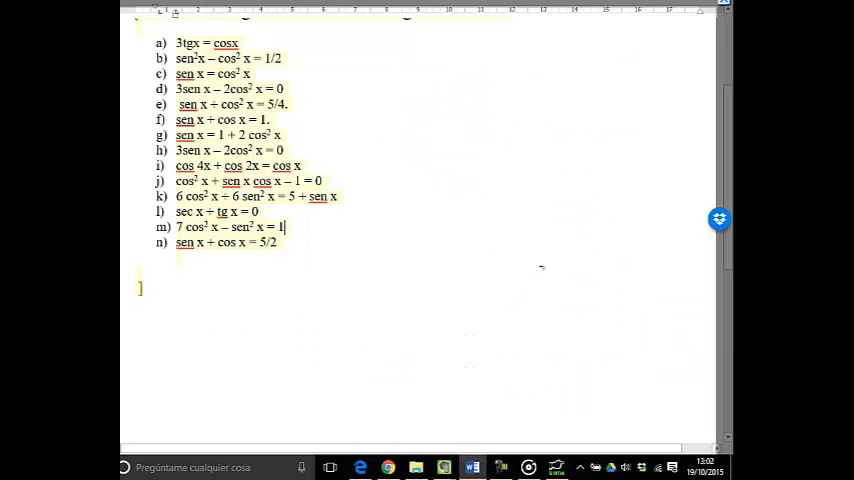 a) 3tgx = cosx
b) sen²x – cos² x = 1/2
c) sen x = cos² x
d) 3sen x – 2cos² x = 0
e) sen x + cos² x = 5/4.
f) sen x + cos x = 1.
g) sen x = 1 + 2 cos² x
h) 3sen x – 2cos² x = 0
i) cos 4x + cos 2x = cos x
j) cos² x + sen x cos x – 1 = 0
k) 6 cos² x + 6 sen² x = 5 + sen x
l) sec x + tg x = 0
m) 7 cos² x – sen² x = 1
n) sen x + cos x = 5/2
]
Pregúntame cualquier cosa
13:02
19/10/2015